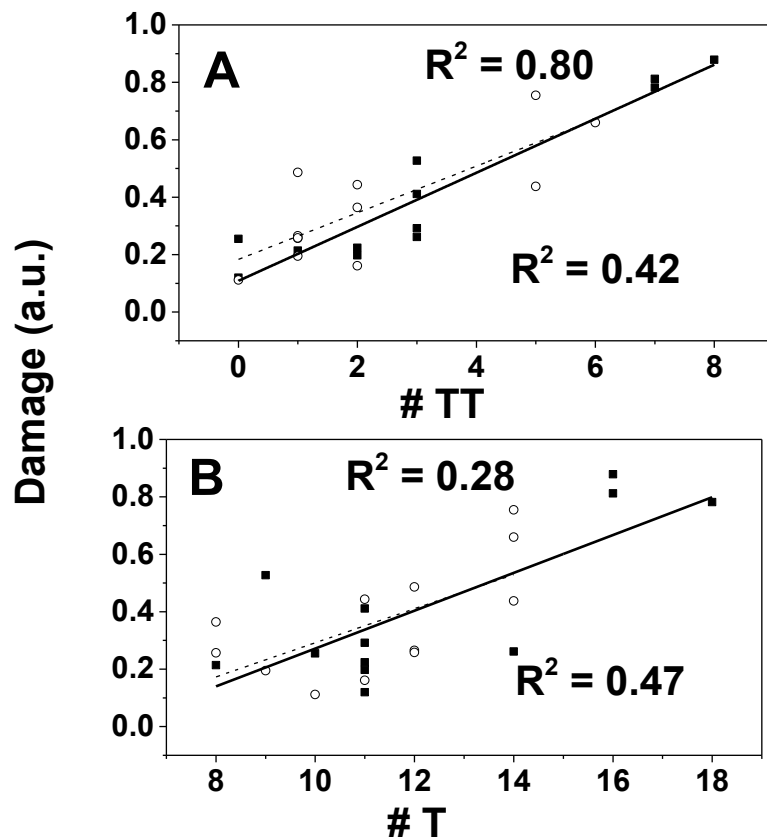 Damage (a.u.)
A
R² = 0.80
R² = 0.42
1.0
0.8
0.6
0.4
0.2
0.0
0 2 4 6 8
# TT
B
R² = 0.28
R² = 0.47
1.0
0.8
0.6
0.4
0.2
0.0
8 10 12 14 16 18
# T